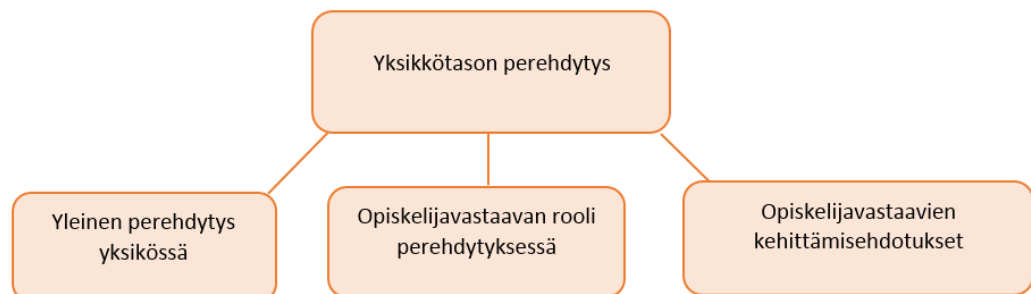 Yksikkötason perehdytys
Yleinen perehdytys
yksikössä
Opiskelijavastaavan rooli
perehdytyksessä
Opiskelijavastaavien
kehittämisehdotukset